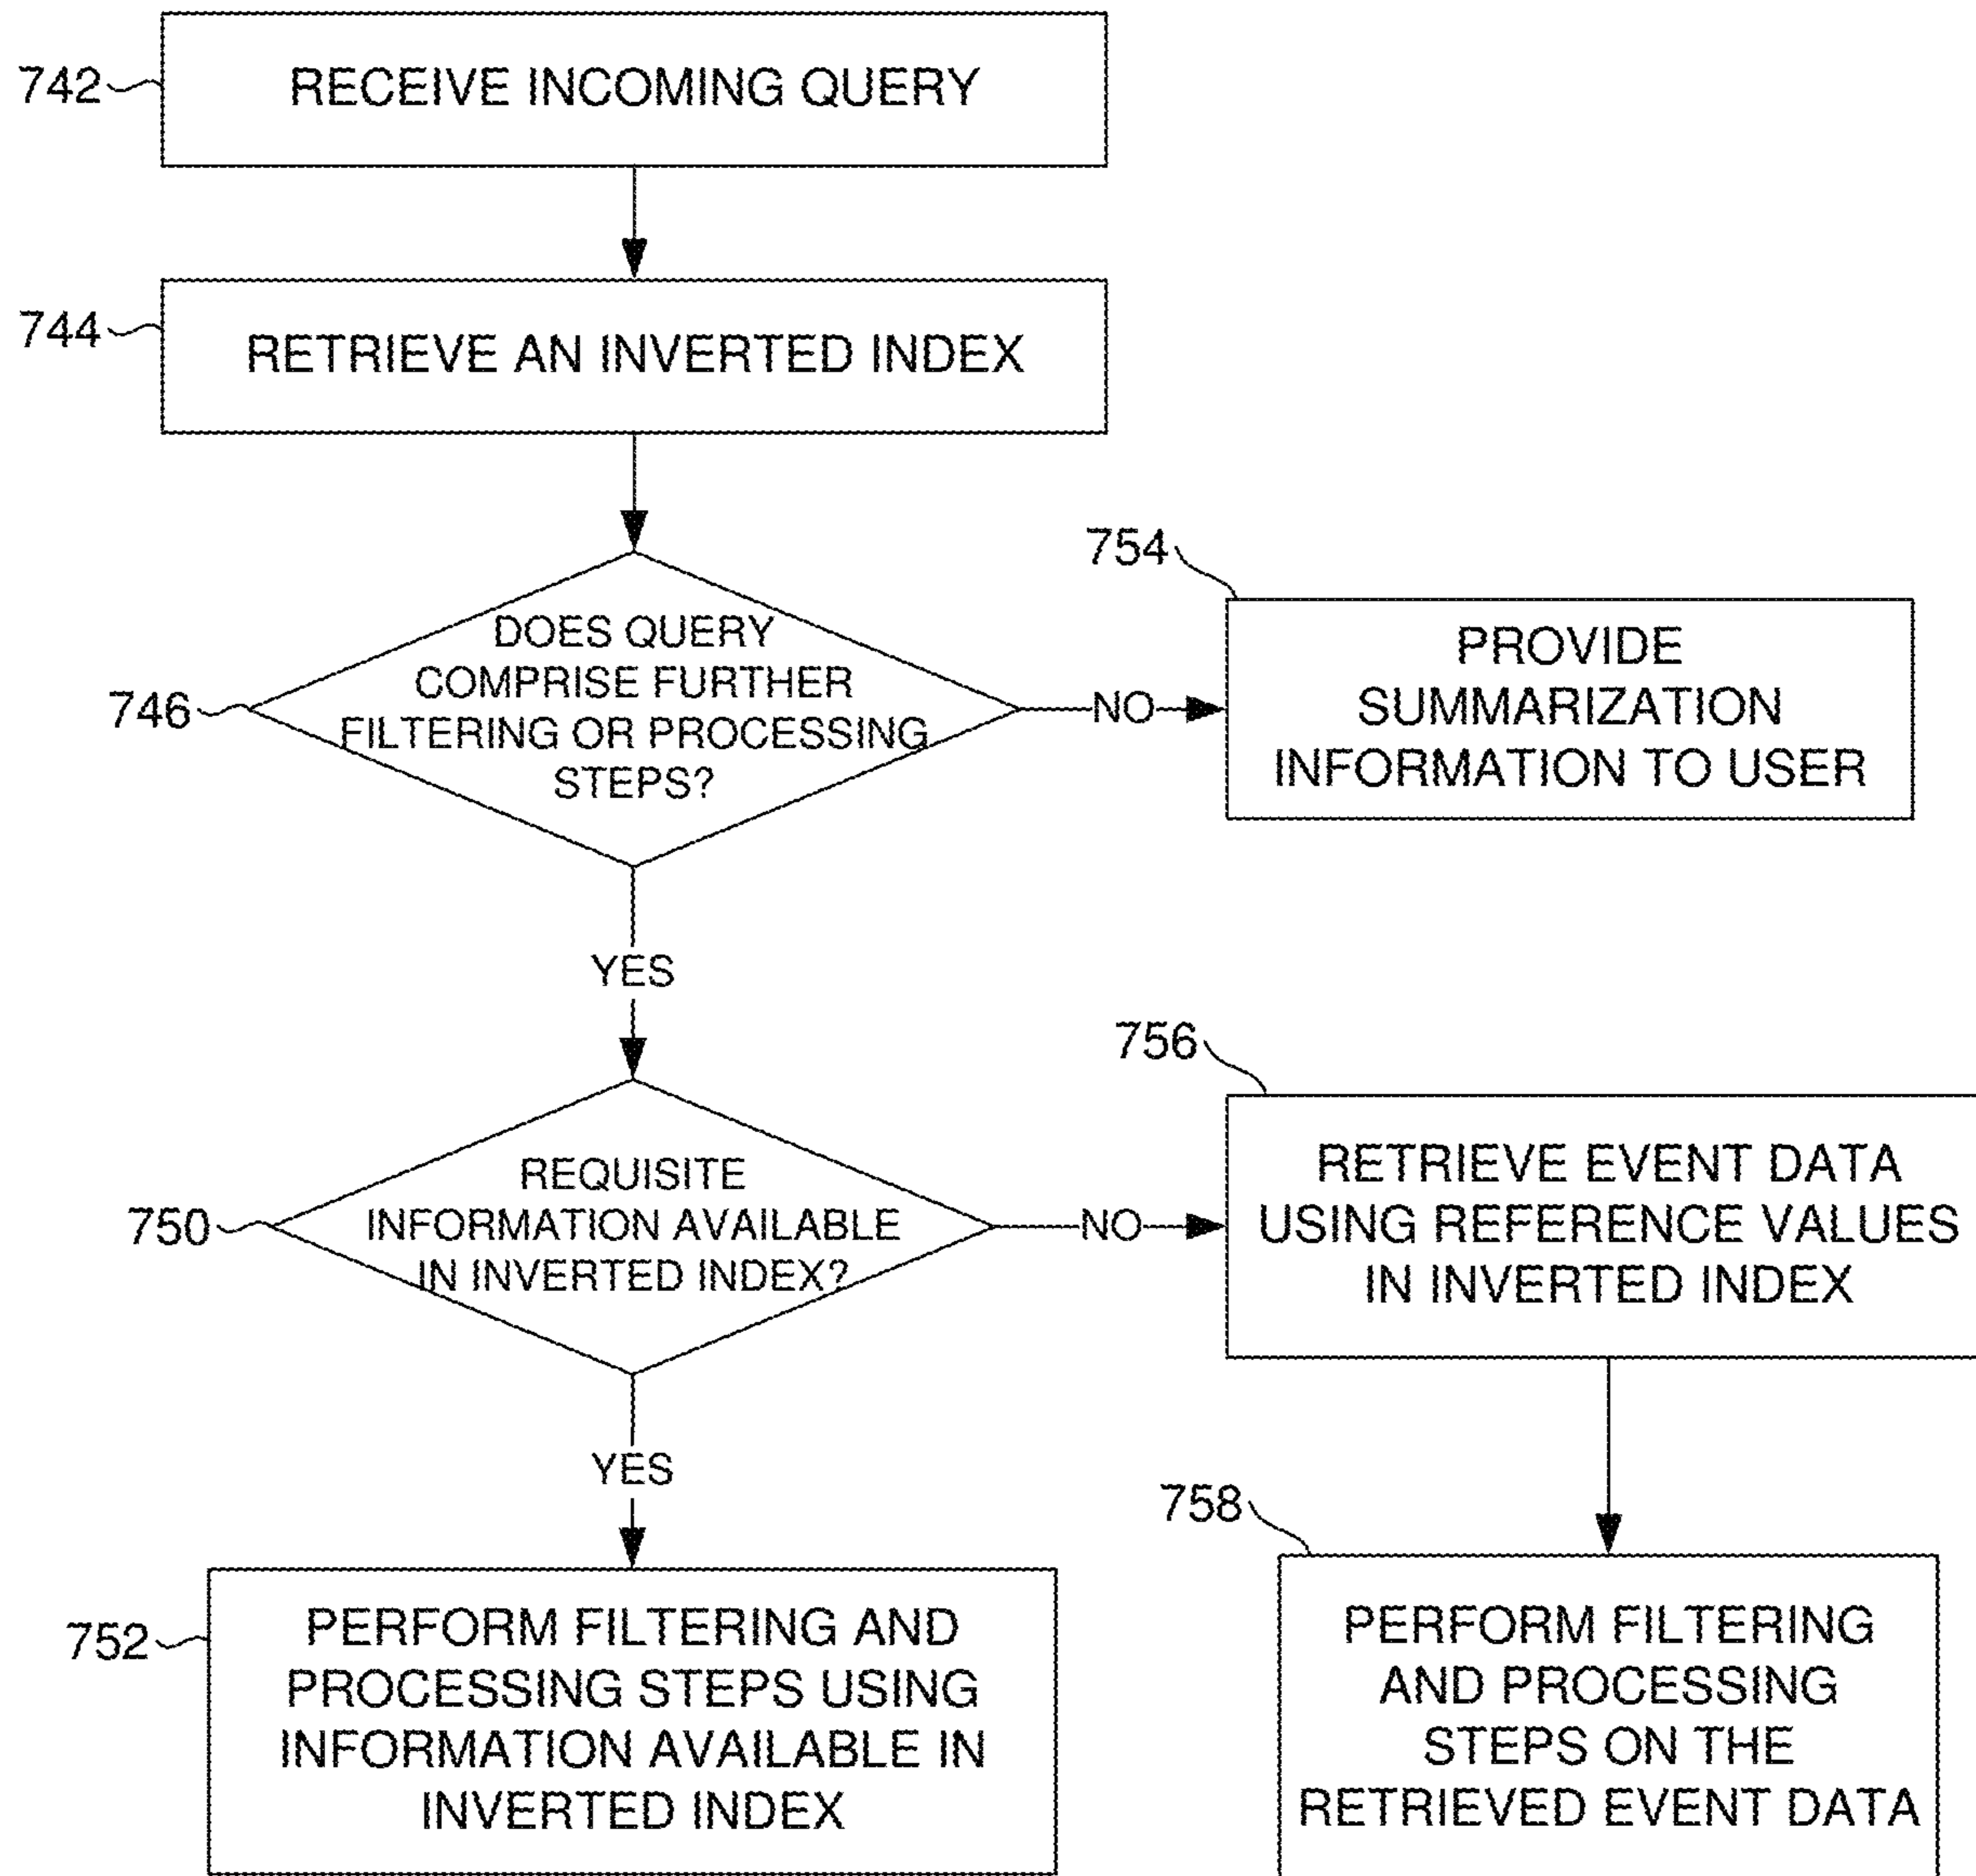 742
RECEIVE INCOMING QUERY
744
RETRIEVE AN INVERTED INDEX
746
DOES QUERY
COMPRISE FURTHER
FILTERING OR PROCESSING
STEPS?
NO
754
PROVIDE
SUMMARIZATION
INFORMATION TO USER
YES
750
REQUISITE
INFORMATION AVAILABLE
IN INVERTED INDEX?
NO
756
RETRIEVE EVENT DATA
USING REFERENCE VALUES
IN INVERTED INDEX
YES
752
PERFORM FILTERING AND
PROCESSING STEPS USING
INFORMATION AVAILABLE IN
INVERTED INDEX
758
PERFORM FILTERING
AND PROCESSING
STEPS ON THE
RETRIEVED EVENT DATA